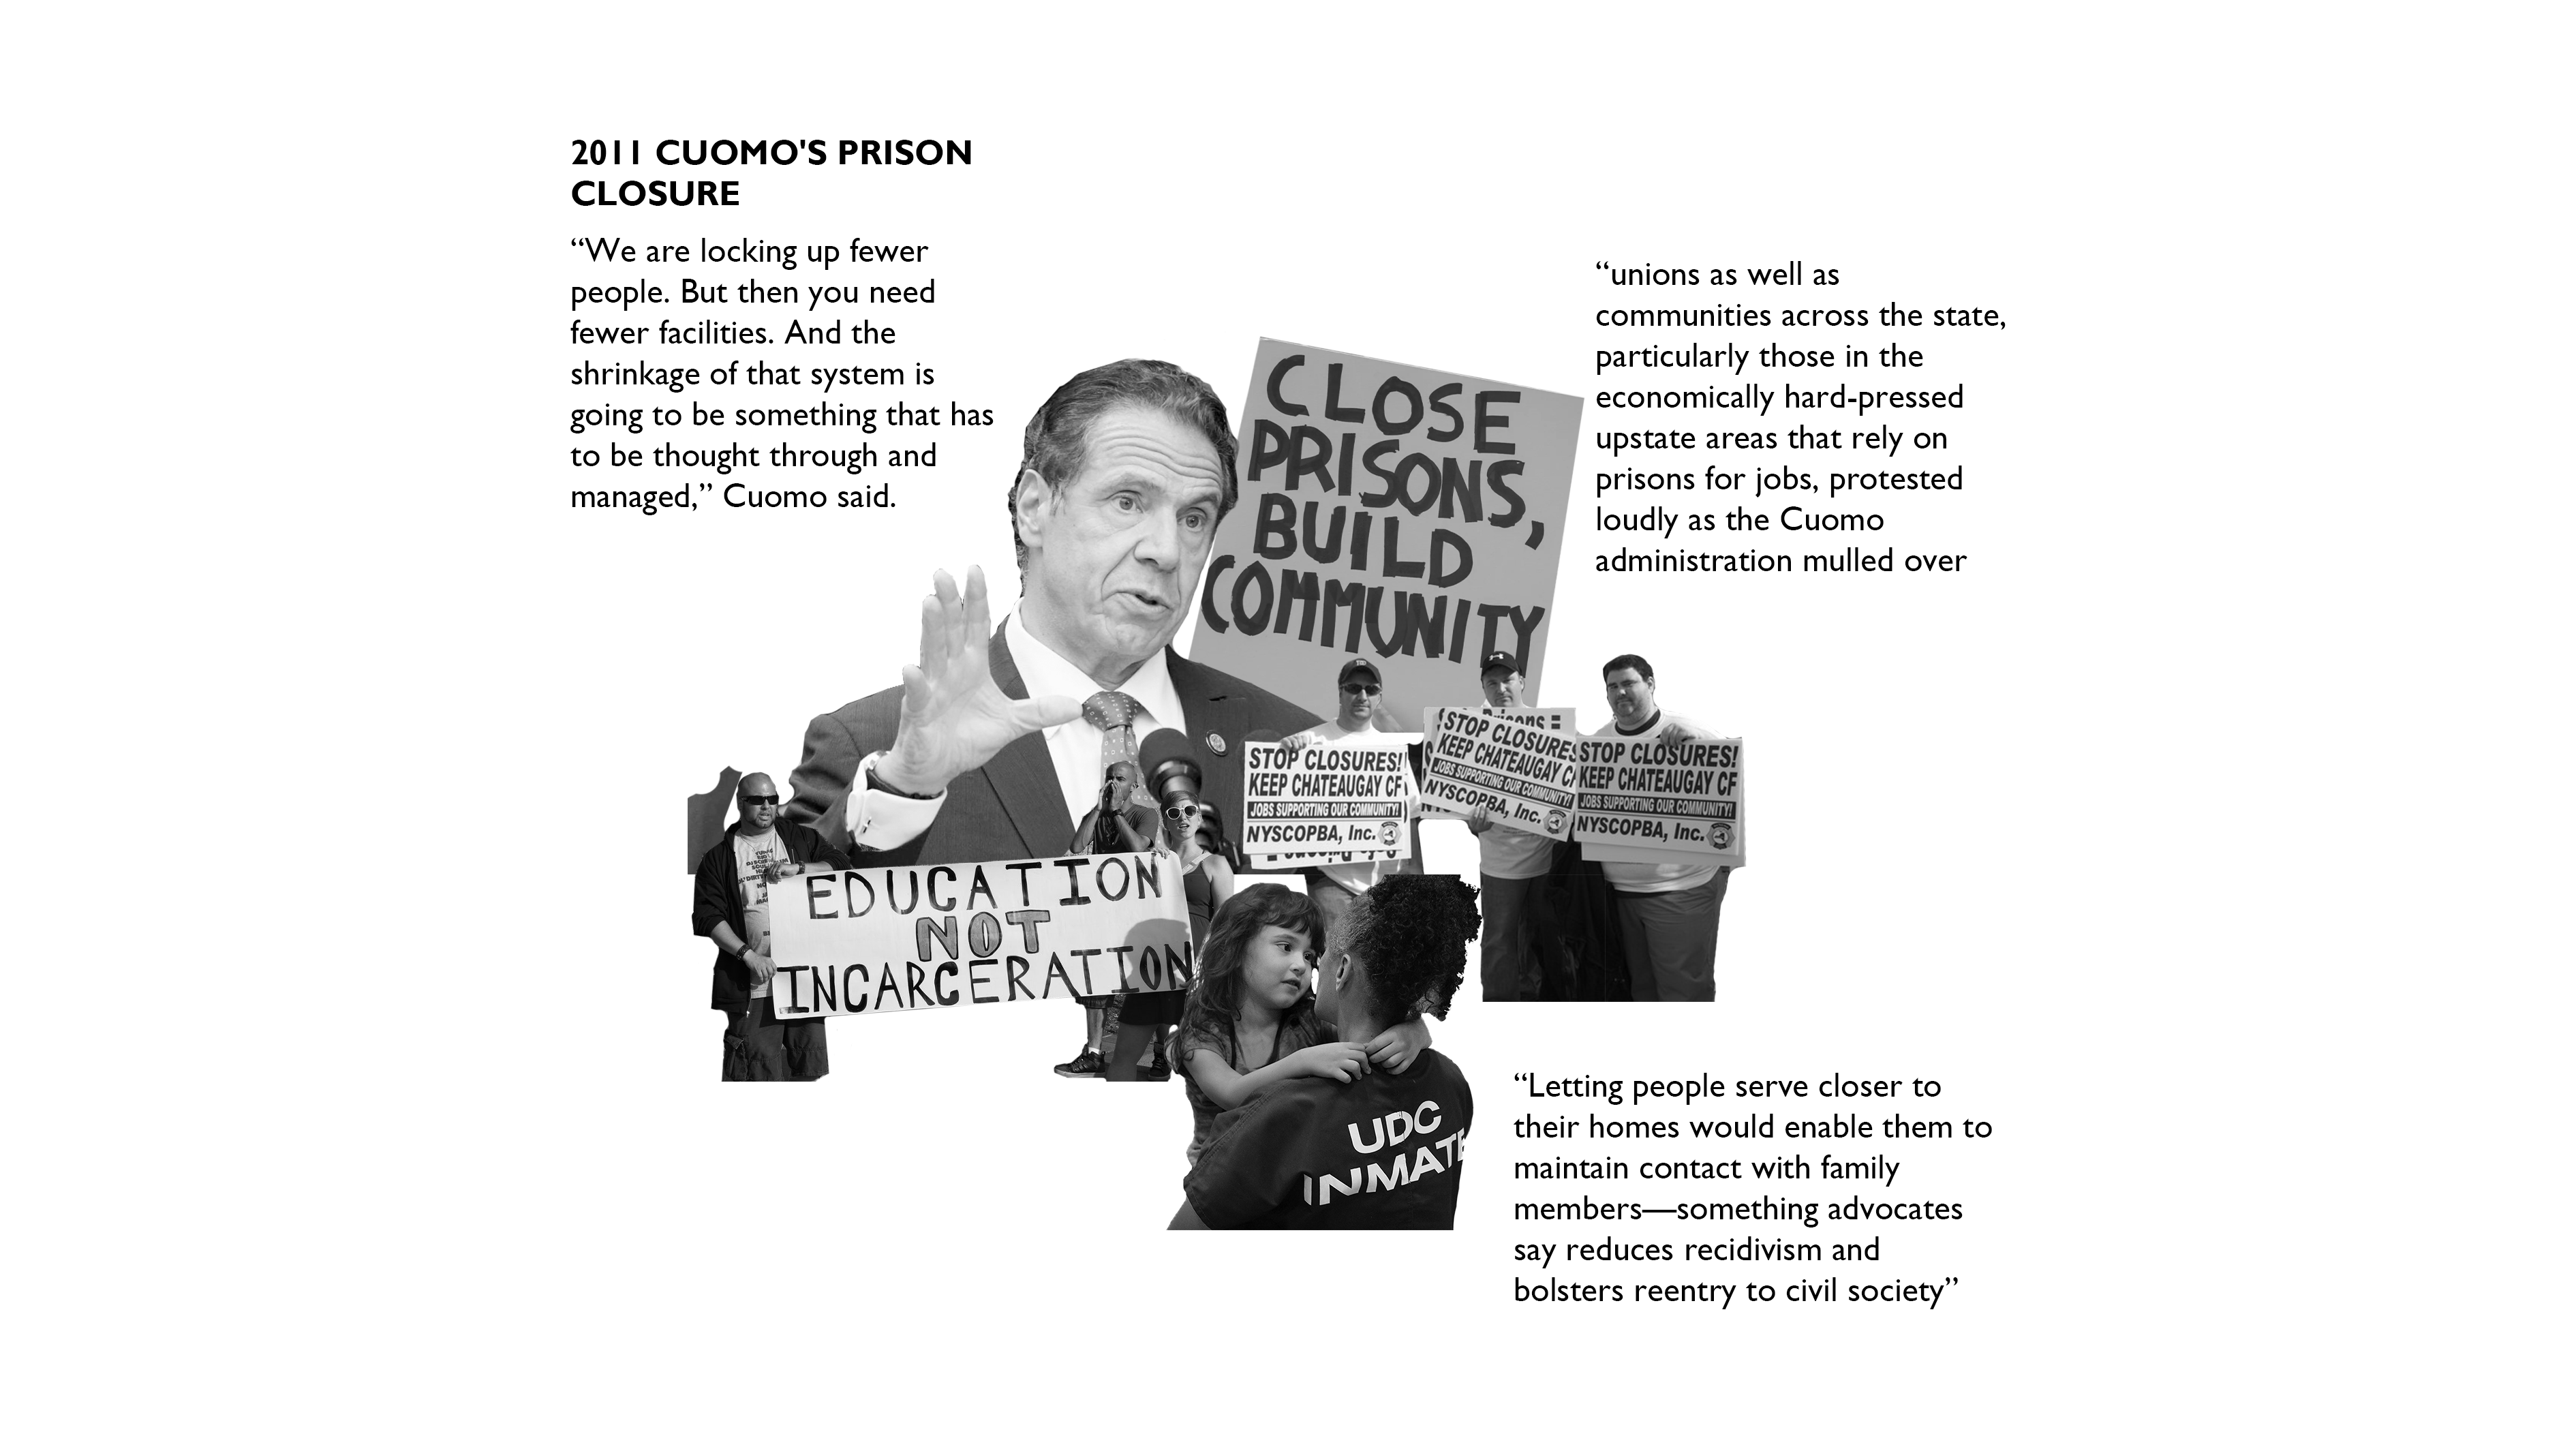 2011 CUOMO'S PRISON
CLOSURE
“We are locking up fewer
people. But then you need
fewer facilities. And the
shrinkage of that system is
going to be something that has
to be thought through and
managed,” Cuomo said.
“unions as well as
communities across the state,
particularly those in the
economically hard-pressed
upstate areas that rely on
prisons for jobs, protested
loudly as the Cuomo
administration mulled over
CLOSE
PRISONS,
BUILD
COMMUNITY
STOP CLOSURES!
KEEP CHATEAUGAY CF
JOBS SUPPORTING OUR COMMUNITY!
NYSCOPBA, Inc.
Prisons =
STOP CLOSURES
KEEP CHATEAUGAY C
JOBS SUPPORTING OUR COMMUNITY!
NYSCOPBA, Inc.
STOP CLOSURES!
KEEP CHATEAUGAY CF
JOBS SUPPORTING OUR COMMUNITY!
NYSCOPBA, Inc.
EDUCATION
NOT
INCARCERATION
UDC
INMATE
“Letting people serve closer to
their homes would enable them to
maintain contact with family
members—something advocates
say reduces recidivism and
bolsters reentry to civil society”